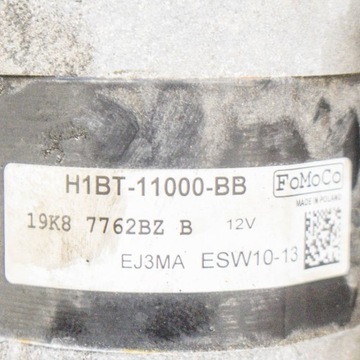 H1BT-11000-BB
FoMoCo
MADE IN POLAND
19K8 7762BZ B 12V
EJ3MA ESW10-13